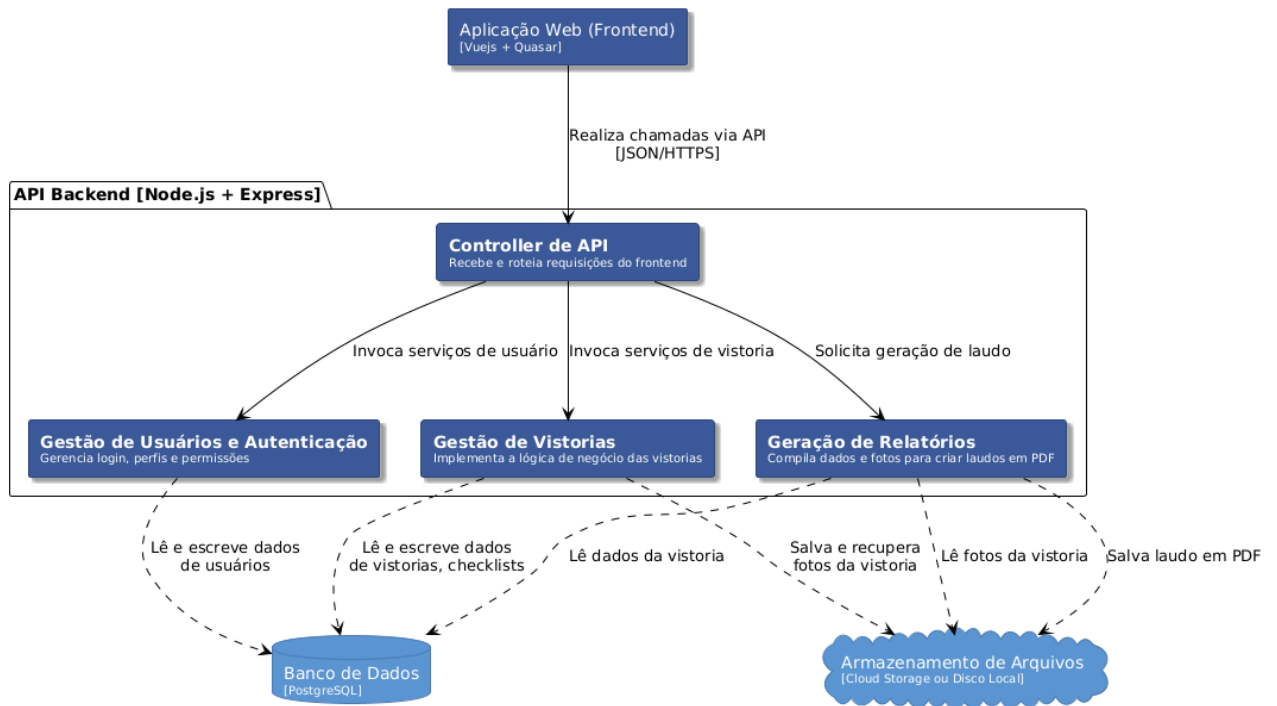 Aplicação Web (Frontend)
[Vuejs + Quasar]
Realiza chamadas via API
[JSON/HTTPS]
API Backend [Node.js + Express]
Controller de API
Recebe e roteia requisições do frontend
Invoca serviços de usuário
Invoca serviços de vistoria
Solicita geração de laudo
Gestão de Usuários e Autenticação
Gerencia login, perfis e permissões
Gestão de Vistorias
Implementa a lógica de negócio das vistorias
Geração de Relatórios
Compila dados e fotos para criar laudos em PDF
Lê e escreve dados
de usuários
Lê e escreve dados
de vistorias, checklists
Lê dados da vistoria
Salva e recupera
fotos da vistoria
Lê fotos da vistoria
Salva laudo em PDF
Banco de Dados
[PostgreSQL]
Armazenamento de Arquivos
[Cloud Storage ou Disco Local]